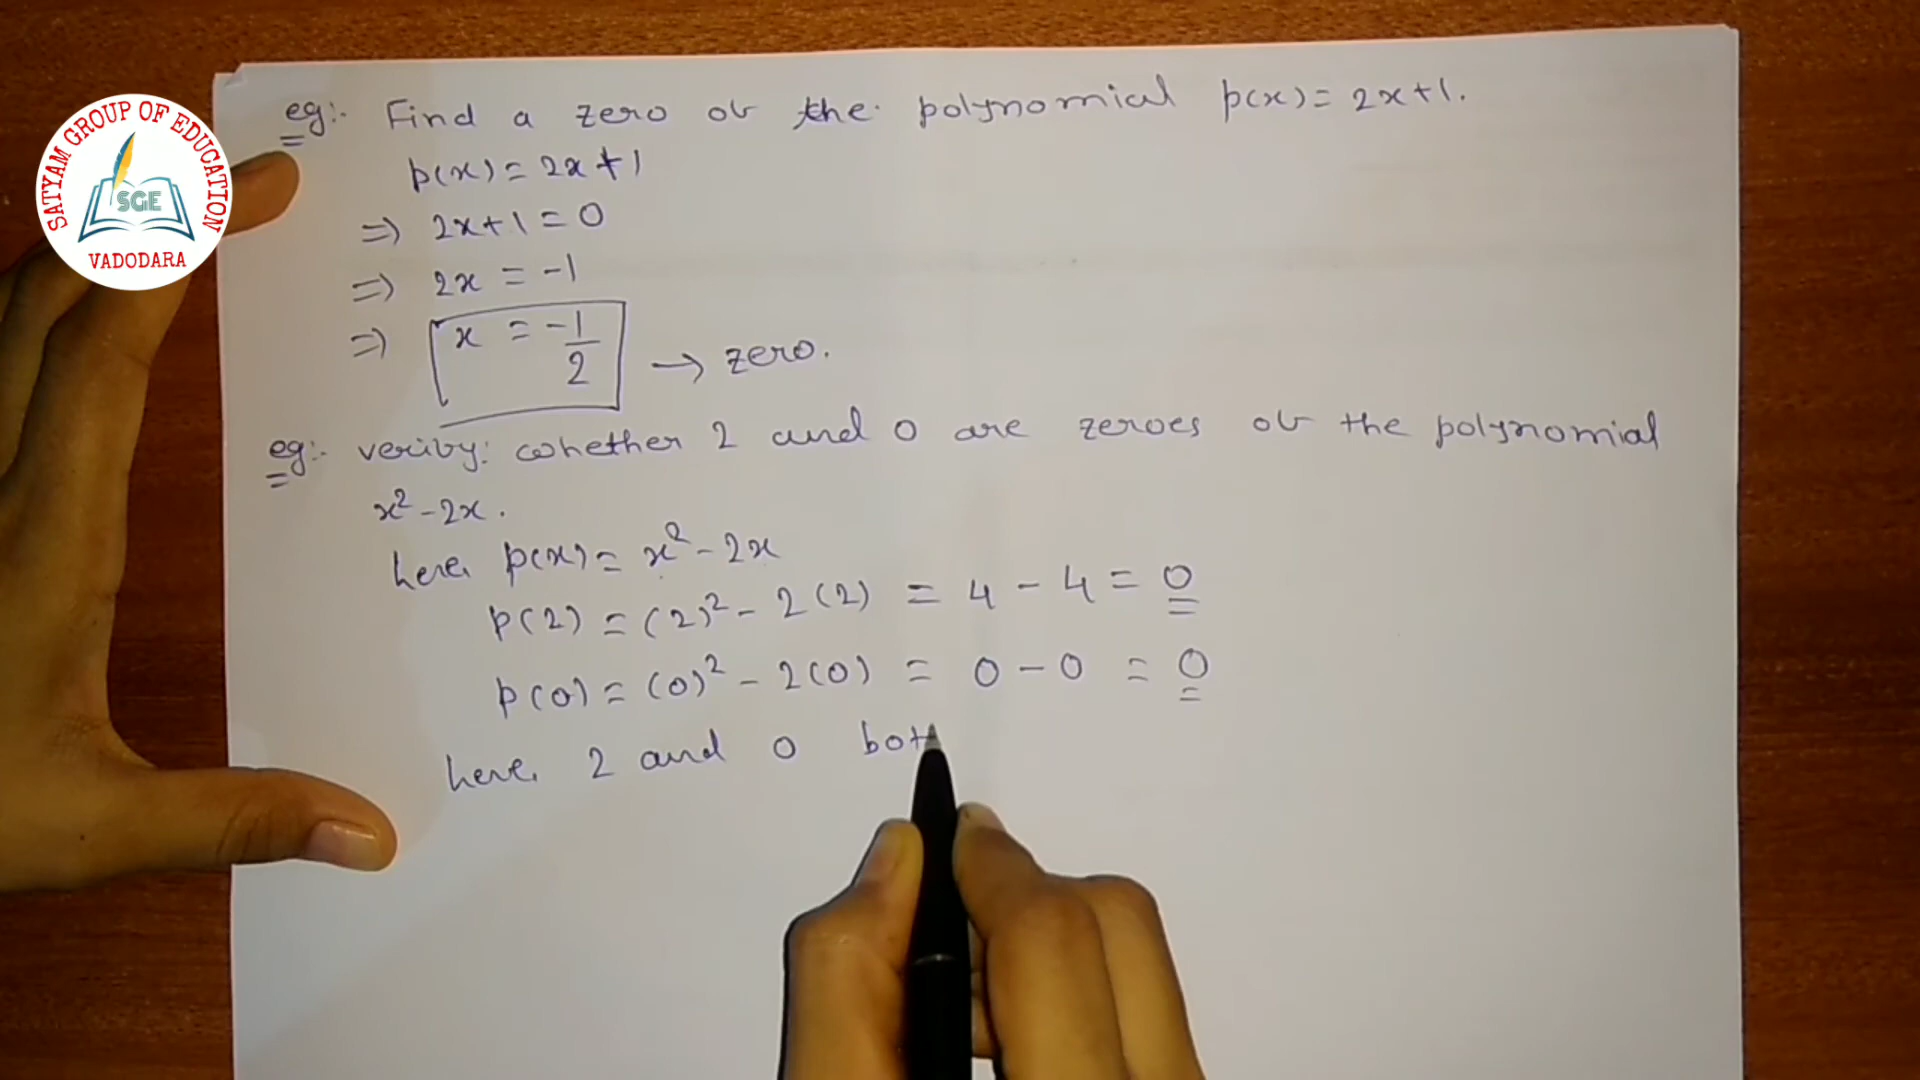 SATYAM GROUP OF EDUCATION
SGE
VADODARA
eg:- Find a zero of the polynomial p(x) = 2x+1.
p(x) = 2x+1
=> 2x+1 = 0
=> 2x = -1
=> x = -1/2 → zero.
eg:- verify: whether 2 and 0 are zeroes of the polynomial
x² - 2x.
here, p(x) = x² - 2x
p(2) = (2)² - 2(2) = 4 - 4 = 0
p(0) = (0)² - 2(0) = 0 - 0 = 0
here, 2 and 0 bot